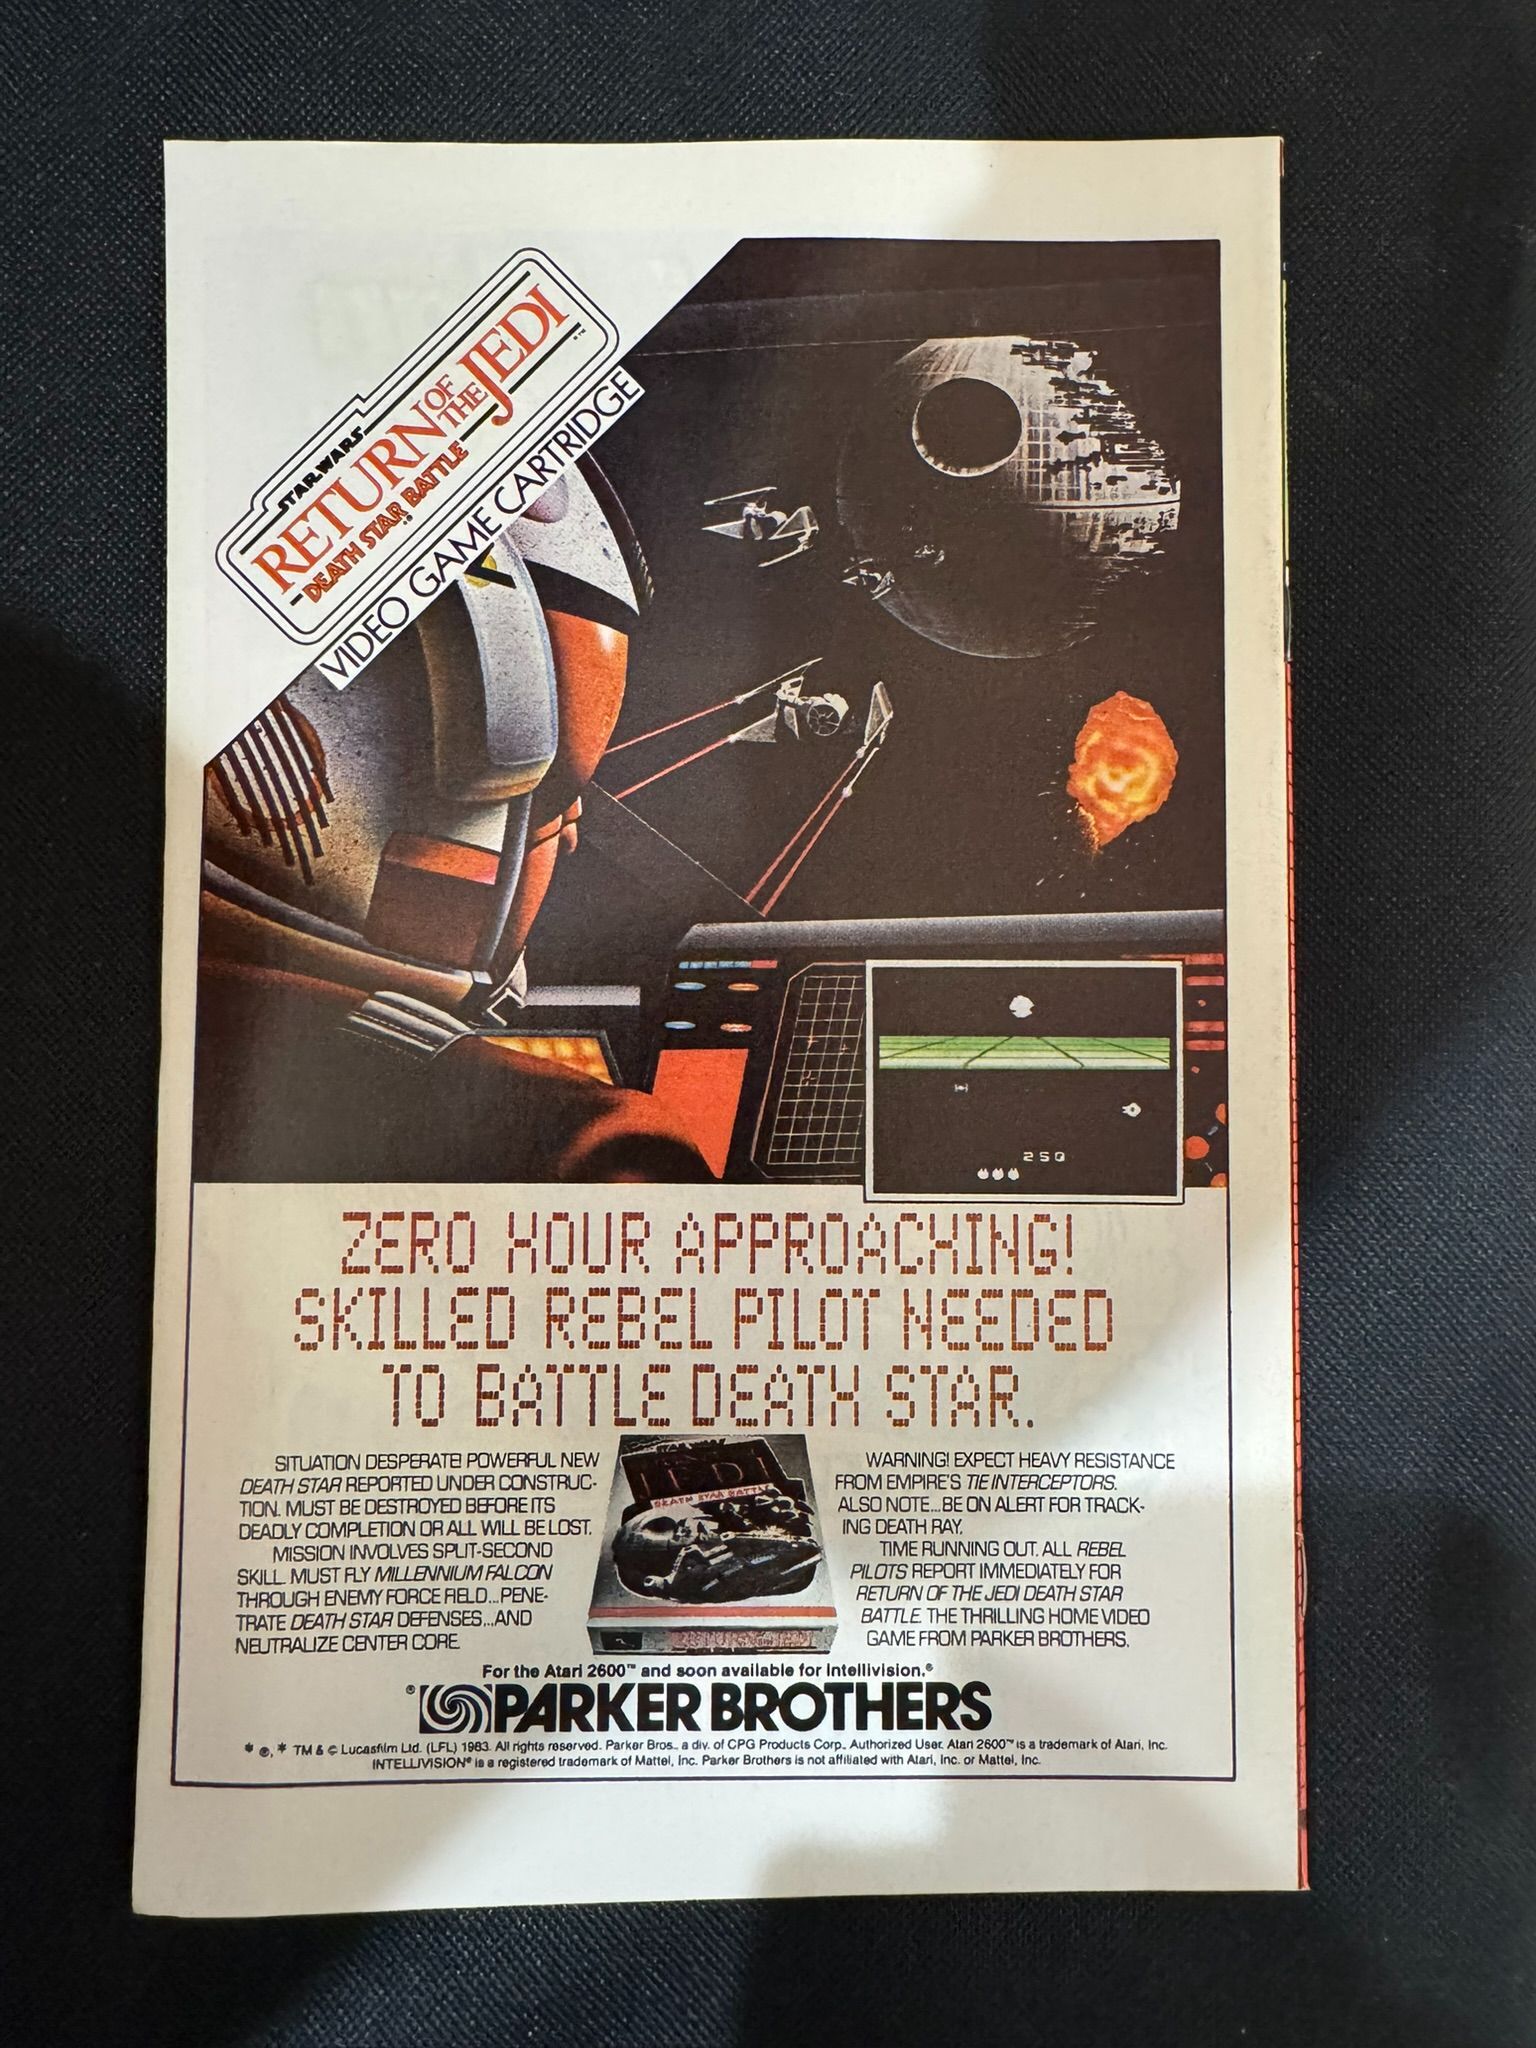 STAR WARS
RETURN OF THE JEDI™
DEATH STAR BATTLE
VIDEO GAME CARTRIDGE
250
ZERO HOUR APPROACHING!
SKILLED REBEL PILOT NEEDED
TO BATTLE DEATH STAR.
SITUATION DESPERATE! POWERFUL NEW
DEATH STAR REPORTED UNDER CONSTRUC-
TION. MUST BE DESTROYED BEFORE ITS
DEADLY COMPLETION OR ALL WILL BE LOST.
MISSION INVOLVES SPLIT-SECOND
SKILL. MUST FLY MILLENNIUM FALCON
THROUGH ENEMY FORCE FIELD...PENE-
TRATE DEATH STAR DEFENSES...AND
NEUTRALIZE CENTER CORE.
JEDI
DEATH STAR BATTLE
WARNING! EXPECT HEAVY RESISTANCE
FROM EMPIRE'S TIE INTERCEPTORS.
ALSO NOTE...BE ON ALERT FOR TRACK-
ING DEATH RAY.
TIME RUNNING OUT. ALL REBEL
PILOTS REPORT IMMEDIATELY FOR
RETURN OF THE JEDI DEATH STAR
BATTLE. THE THRILLING HOME VIDEO
GAME FROM PARKER BROTHERS.
For the Atari 2600™ and soon available for Intellivision.®
® PARKER BROTHERS
* ®, * TM & © Lucasfilm Ltd. (LFL) 1983. All rights reserved. Parker Bros., a div. of CPG Products Corp., Authorized User. Atari 2600™ is a trademark of Atari, Inc.
INTELLIVISION® is a registered trademark of Mattel, Inc. Parker Brothers is not affiliated with Atari, Inc. or Mattel, Inc.